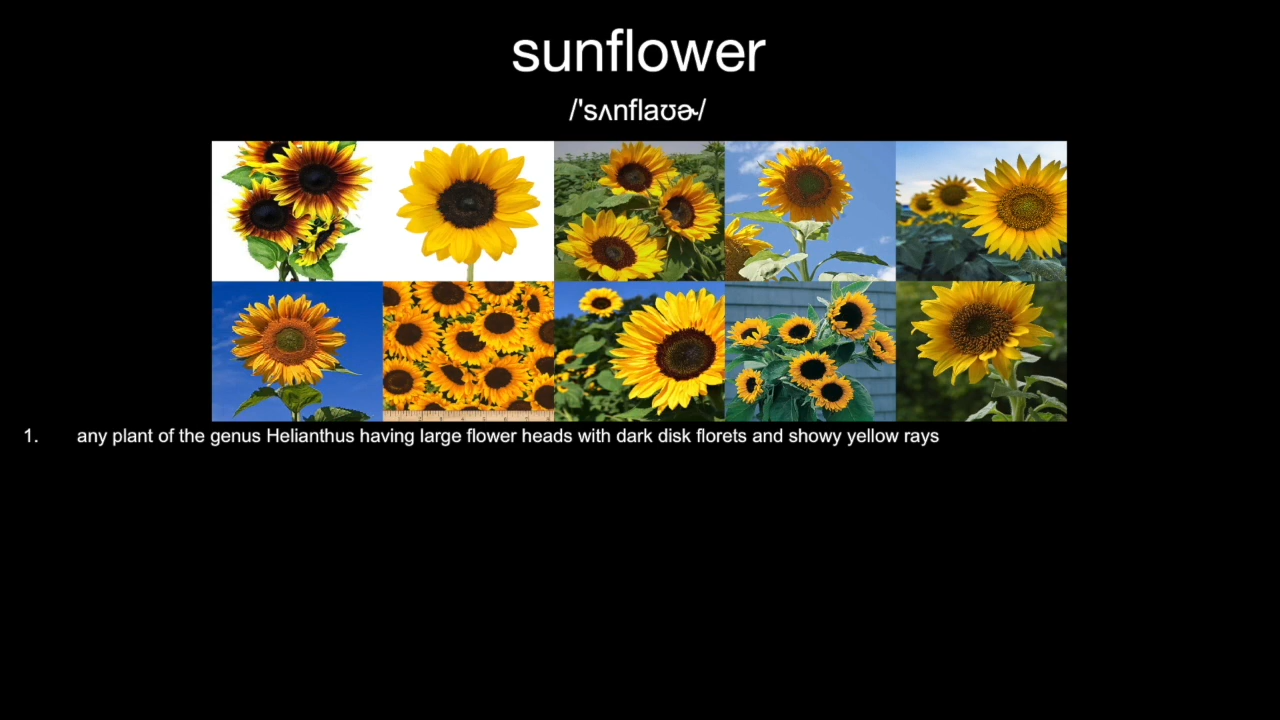 sunflower
/'sʌnflaʊɚ/
1. any plant of the genus Helianthus having large flower heads with dark disk florets and showy yellow rays